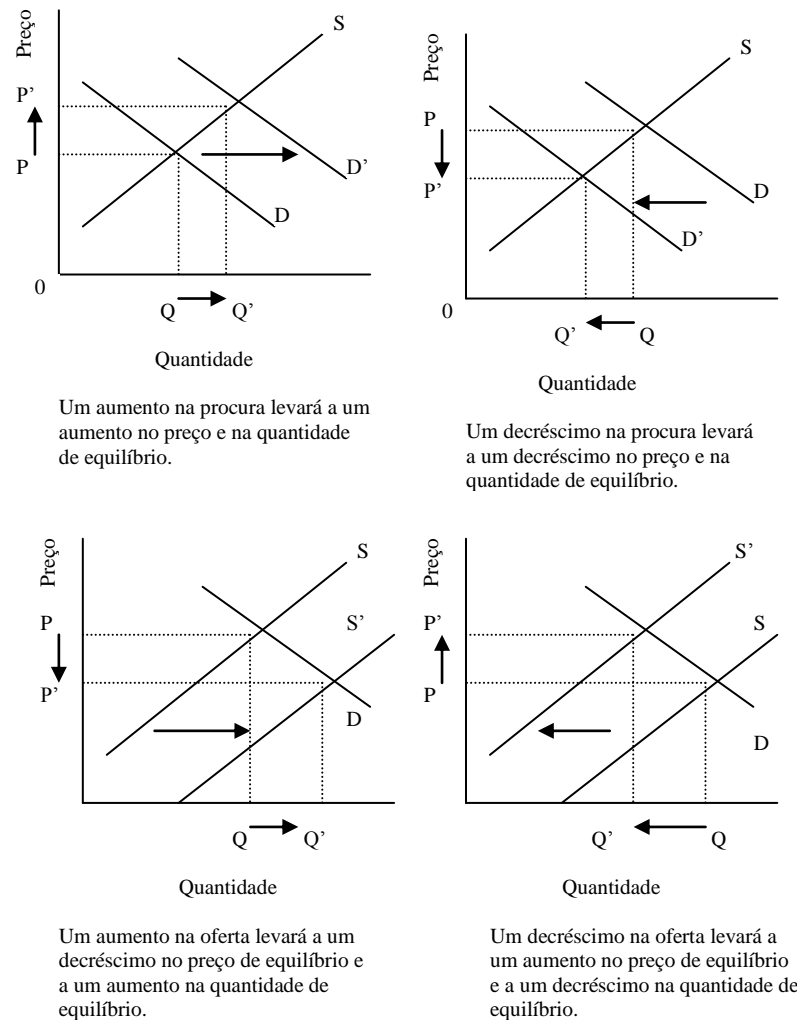 Preço
S
P’
P
D’
D
0
Q
Q’
Quantidade
Um aumento na procura levará a um
aumento no preço e na quantidade
de equilíbrio.
Preço
S
P
P’
D
D’
0
Q’
Q
Quantidade
Um decréscimo na procura levará
a um decréscimo no preço e na
quantidade de equilíbrio.
Preço
S
P
S’
P’
D
Q
Q’
Quantidade
Um aumento na oferta levará a um
decréscimo no preço de equilíbrio e
a um aumento na quantidade de
equilíbrio.
Preço
S’
P’
S
P
D
Q’
Q
Quantidade
Um decréscimo na oferta levará a
um aumento no preço de equilíbrio
e a um decréscimo na quantidade de
equilíbrio.